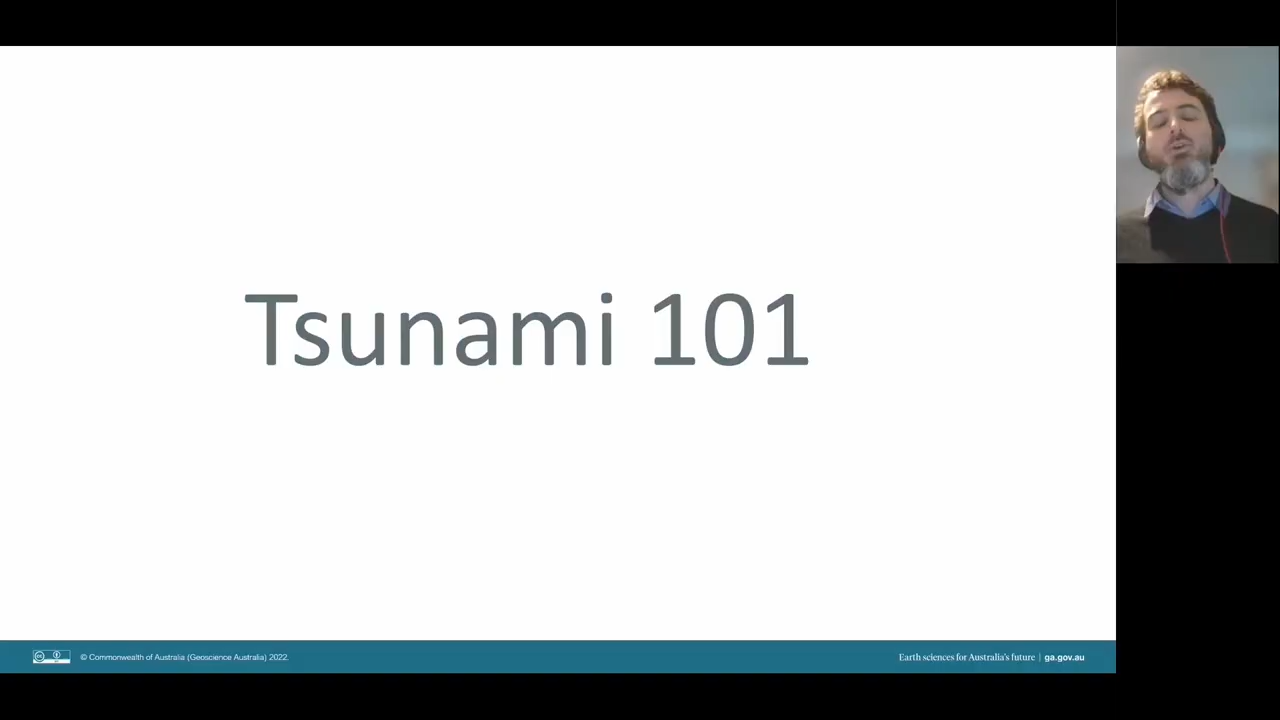 Tsunami 101
© Commonwealth of Australia (Geoscience Australia) 2022.
Earth sciences for Australia's future | ga.gov.au